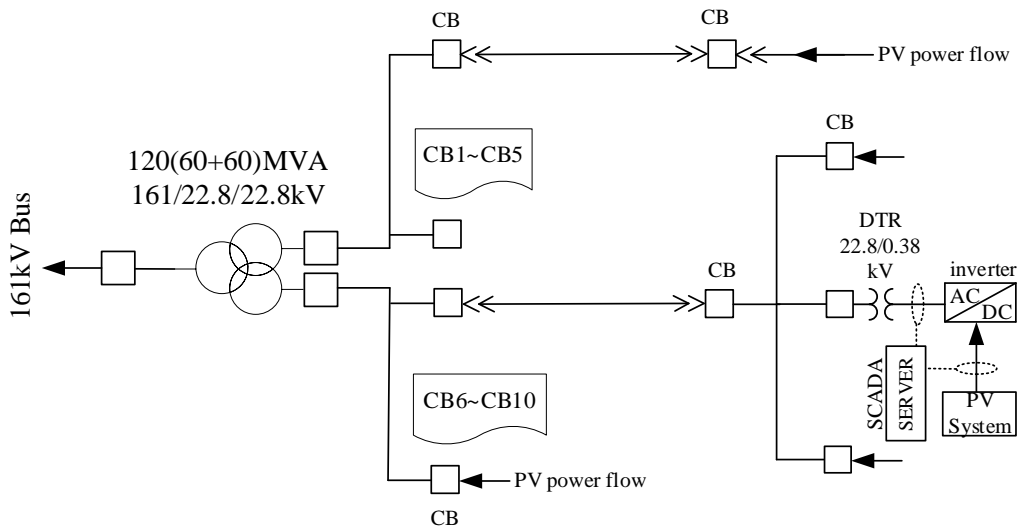 CB
CB
PV power flow
CB
CB1~CB5
120(60+60)MVA
161/22.8/22.8kV
161kV Bus
DTR
22.8/0.38
kV
CB
inverter
AC
DC
SCADA
SERVER
PV
System
CB6~CB10
PV power flow
CB